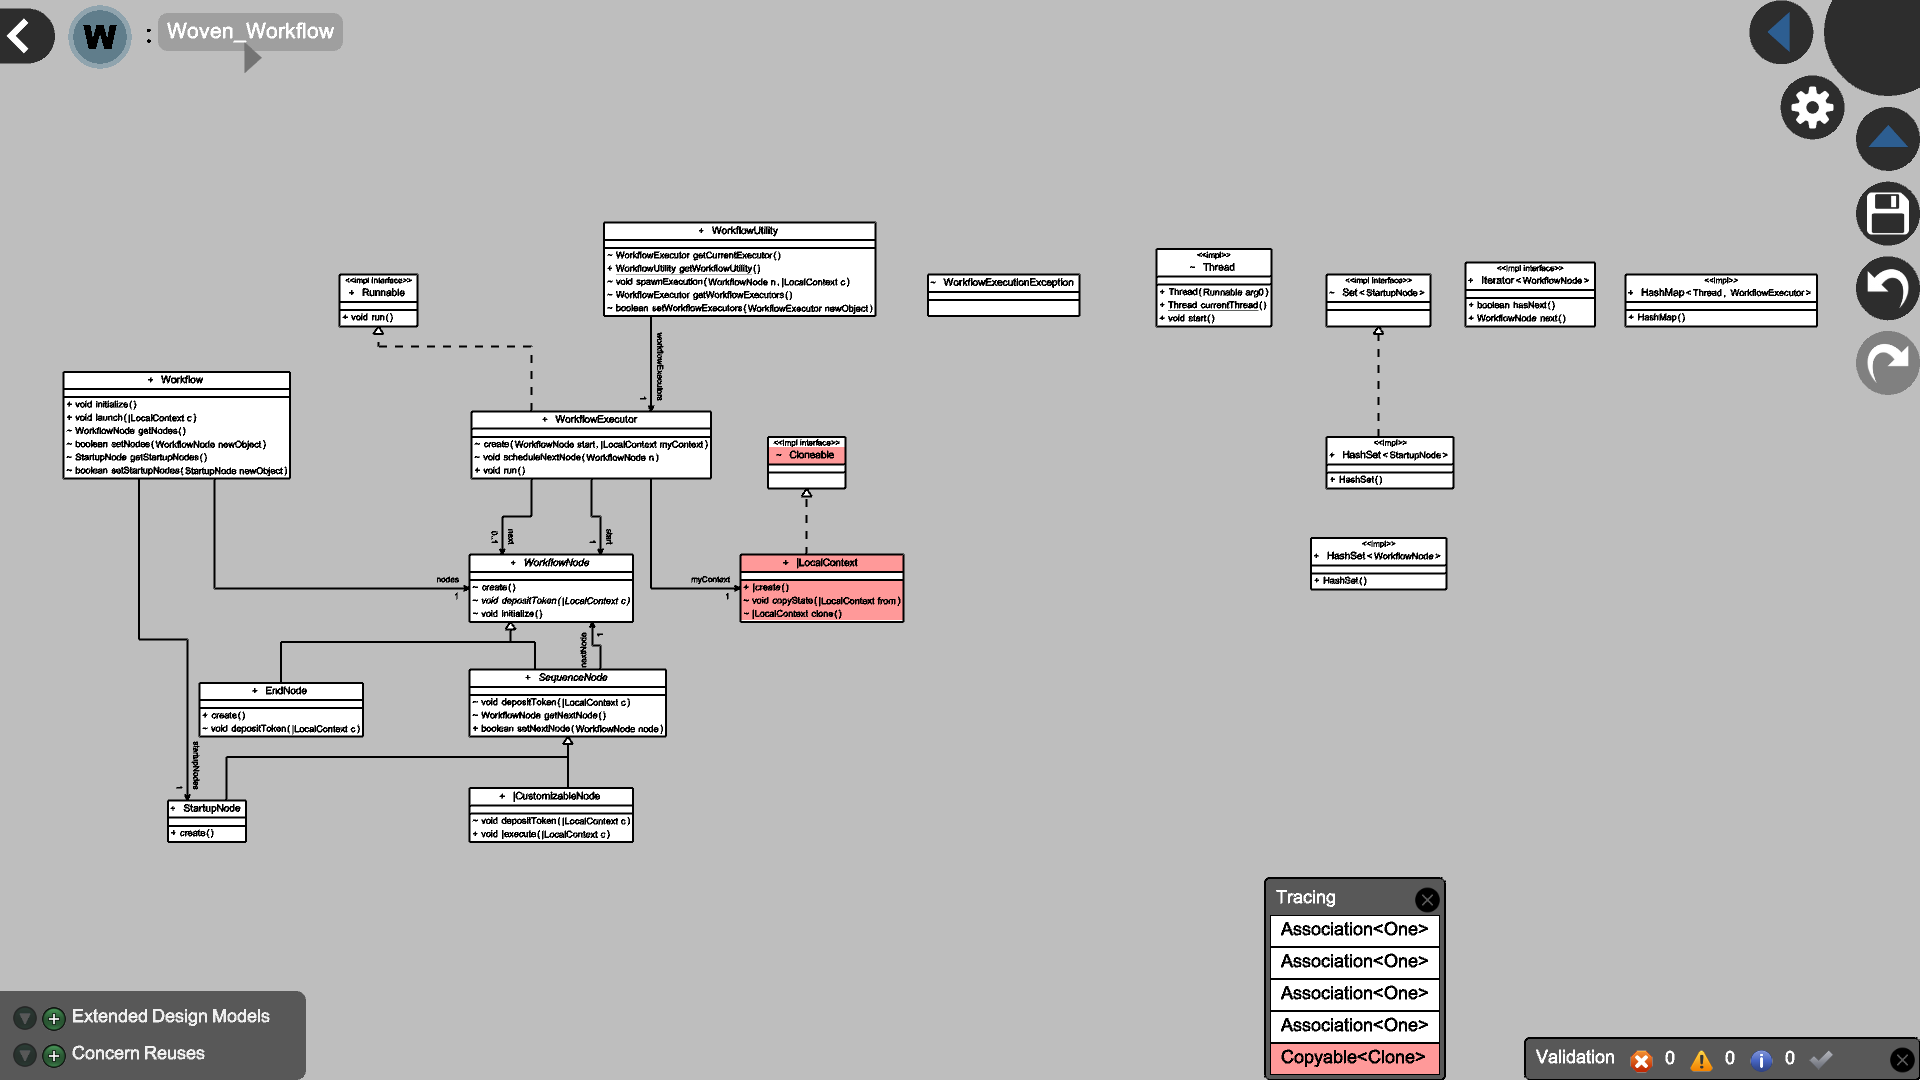 W : Woven_Workflow
+ WorkflowUtility
~ WorkflowExecutor getCurrentExecutor()
+ WorkflowUtility getWorkflowUtility()
~ void spawnExecution(WorkflowNode n, |LocalContext c)
~ WorkflowExecutor getWorkflowExecutors()
~ boolean setWorkflowExecutors(WorkflowExecutor newObject)
<<impl interface>>
+ Runnable
+ void run()
~ WorkflowExecutionException
<<impl>>
~ Thread
+ Thread(Runnable arg0)
+ Thread currentThread()
+ void start()
<<impl interface>>
~ Set<StartupNode>
<<impl interface>>
+ Iterator<WorkflowNode>
+ boolean hasNext()
+ WorkflowNode next()
<<impl>>
+ HashMap<Thread, WorkflowExecutor>
+ HashMap()
workflowExecutors
1
+ Workflow
+ void initialize()
+ void launch(|LocalContext c)
~ WorkflowNode getNodes()
~ boolean setNodes(WorkflowNode newObject)
~ StartupNode getStartupNodes()
~ boolean setStartupNodes(StartupNode newObject)
+ WorkflowExecutor
~ create(WorkflowNode start, |LocalContext myContext)
~ void scheduleNextNode(WorkflowNode n)
+ void run()
<<impl interface>>
~ Cloneable
<<impl>>
+ HashSet<StartupNode>
+ HashSet()
0..1
next
1
start
+ WorkflowNode
~ create()
~ void depositToken(|LocalContext c)
~ void initialize()
nodes
1
myContext
1
+ |LocalContext
+ |create()
~ void copyState(|LocalContext from)
~ |LocalContext clone()
<<impl>>
+ HashSet<WorkflowNode>
+ HashSet()
nextNode
1
+ EndNode
+ create()
~ void depositToken(|LocalContext c)
+ SequenceNode
~ void depositToken(|LocalContext c)
~ WorkflowNode getNextNode()
+ boolean setNextNode(WorkflowNode node)
startupNodes
1
+ StartupNode
+ create()
+ |CustomizableNode
~ void depositToken(|LocalContext c)
+ void |execute(|LocalContext c)
Tracing
Association<One>
Association<One>
Association<One>
Association<One>
Copyable<Clone>
Extended Design Models
Concern Reuses
Validation 0 0 0